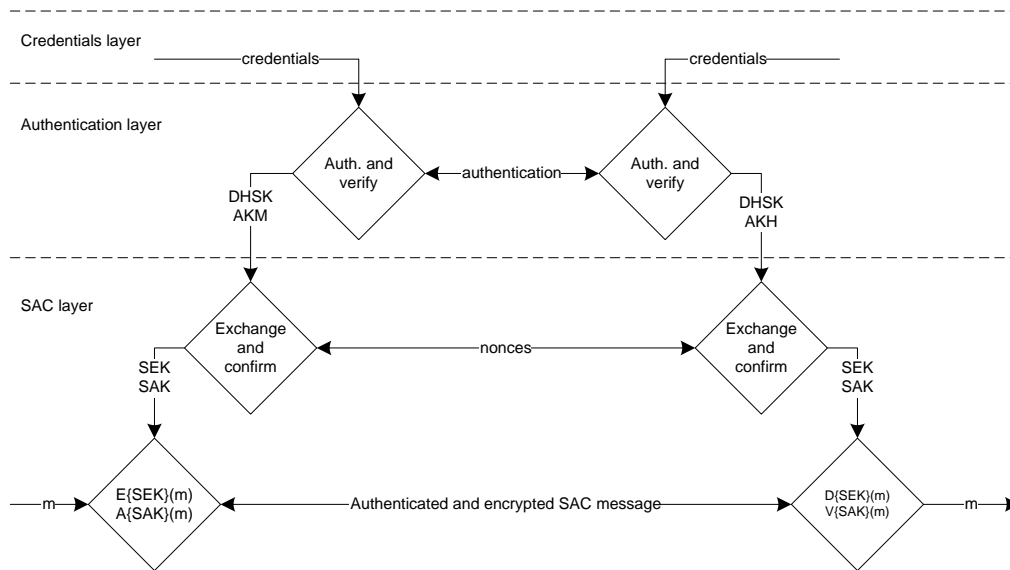 Credentials layer
credentials
credentials
Authentication layer
Auth. and
verify
authentication
Auth. and
verify
DHSK
AKM
DHSK
AKH
SAC layer
Exchange
and
confirm
nonces
Exchange
and
confirm
SEK
SAK
SEK
SAK
m
E{SEK}(m)
A{SAK}(m)
Authenticated and encrypted SAC message
D{SEK}(m)
V{SAK}(m)
m